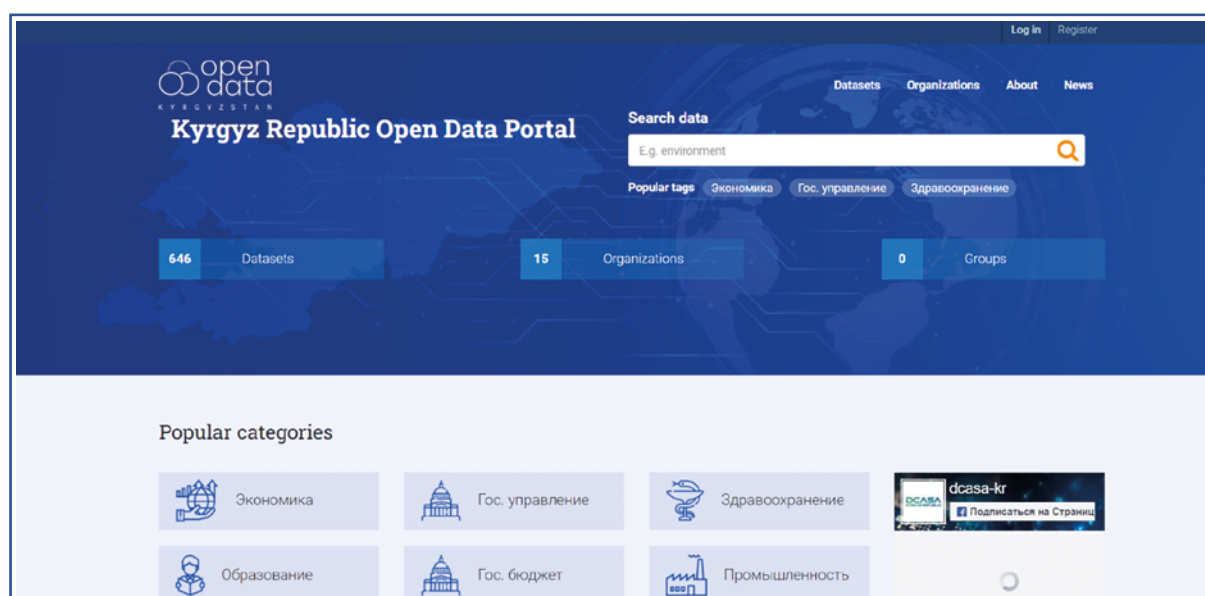 Log in Register
open
data
KYRGYZSTAN
Datasets Organizations About News
Kyrgyz Republic Open Data Portal
Search data
E.g. environment
Popular tags Экономика Гос. управление Здравоохранение
646 Datasets
15 Organizations
0 Groups
Popular categories
Экономика
Гос. управление
Здравоохранение
DCASA
dcasa-kr
Подписаться на Страниц
Образование
Гос. бюджет
Промышленность